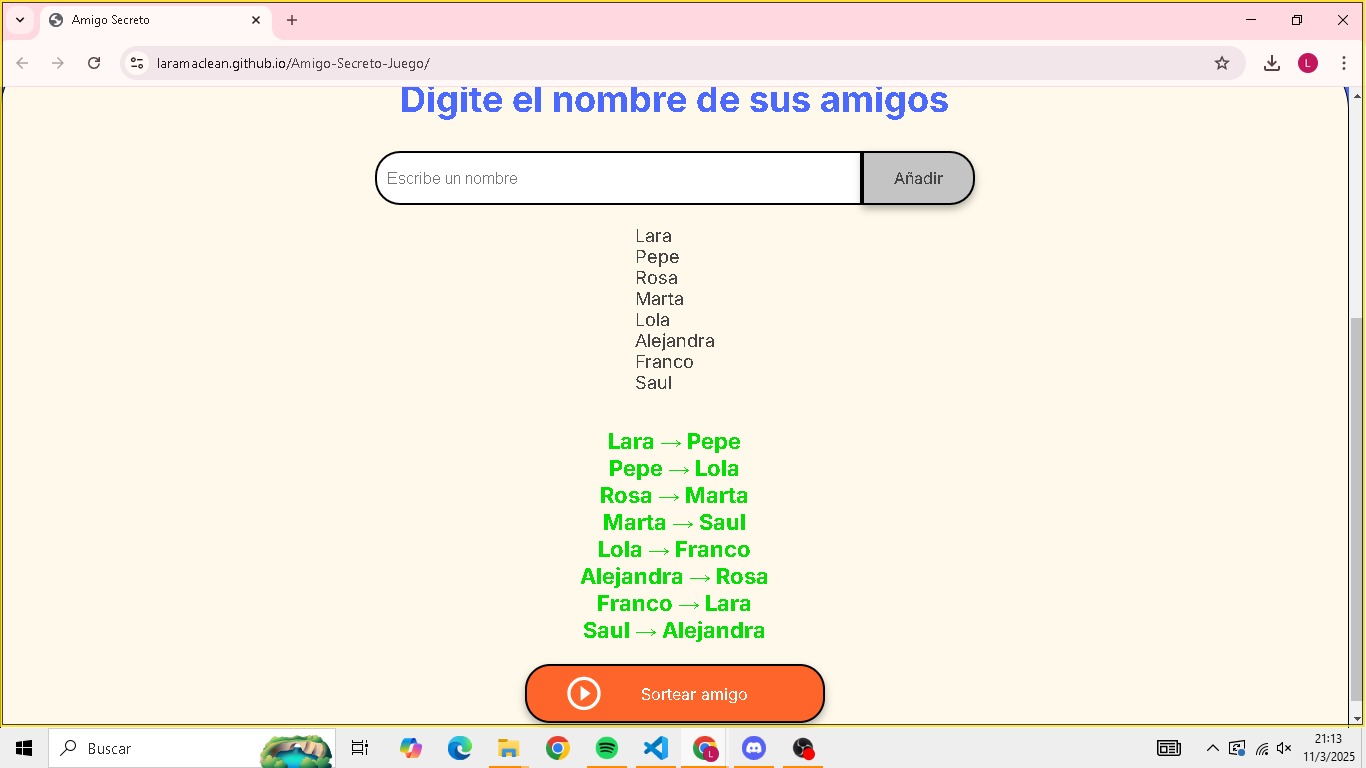 Amigo Secreto
laramaclean.github.io/Amigo-Secreto-Juego/
L
Digite el nombre de sus amigos
Escribe un nombre
Añadir
Lara
Pepe
Rosa
Marta
Lola
Alejandra
Franco
Saul
Lara → Pepe
Pepe → Lola
Rosa → Marta
Marta → Saul
Lola → Franco
Alejandra → Rosa
Franco → Lara
Saul → Alejandra
Sortear amigo
Buscar
L
21:13
11/3/2025